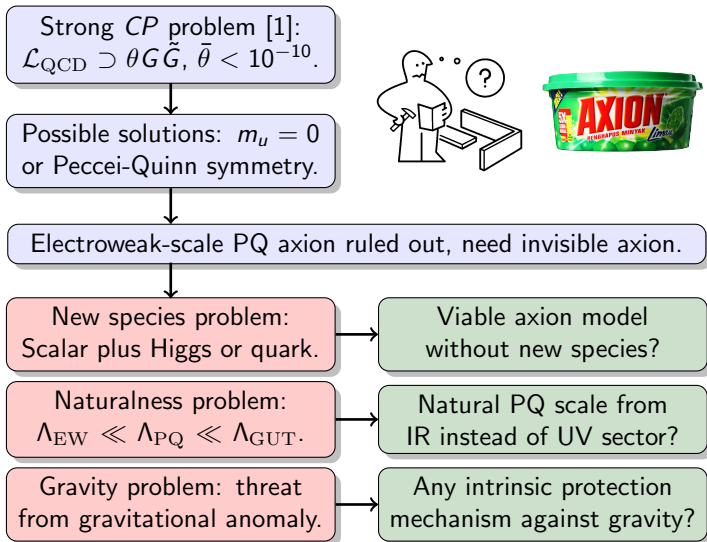 Strong CP problem [1]:
ℒ_QCD ⊃ θGG̃, θ̄ < 10⁻¹⁰.
?
AXION
PENGHAPUS MINYAK
Limau
Possible solutions: m_u = 0
or Peccei-Quinn symmetry.
Electroweak-scale PQ axion ruled out, need invisible axion.
New species problem:
Scalar plus Higgs or quark.
Viable axion model
without new species?
Naturalness problem:
Λ_EW ≪ Λ_PQ ≪ Λ_GUT.
Natural PQ scale from
IR instead of UV sector?
Gravity problem: threat
from gravitational anomaly.
Any intrinsic protection
mechanism against gravity?